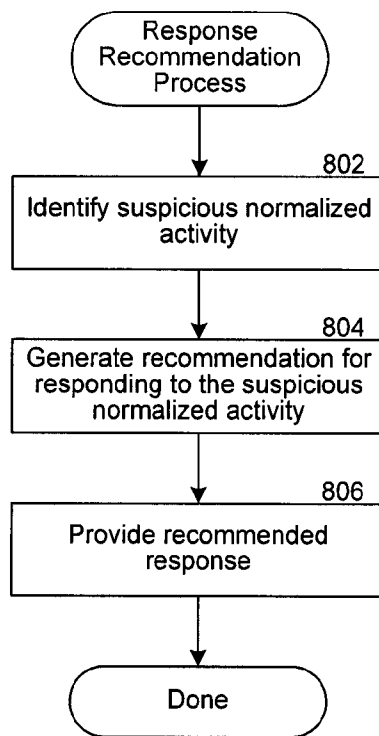 Response
Recommendation
Process
802
Identify suspicious normalized
activity
804
Generate recommendation for
responding to the suspicious
normalized activity
806
Provide recommended
response
Done